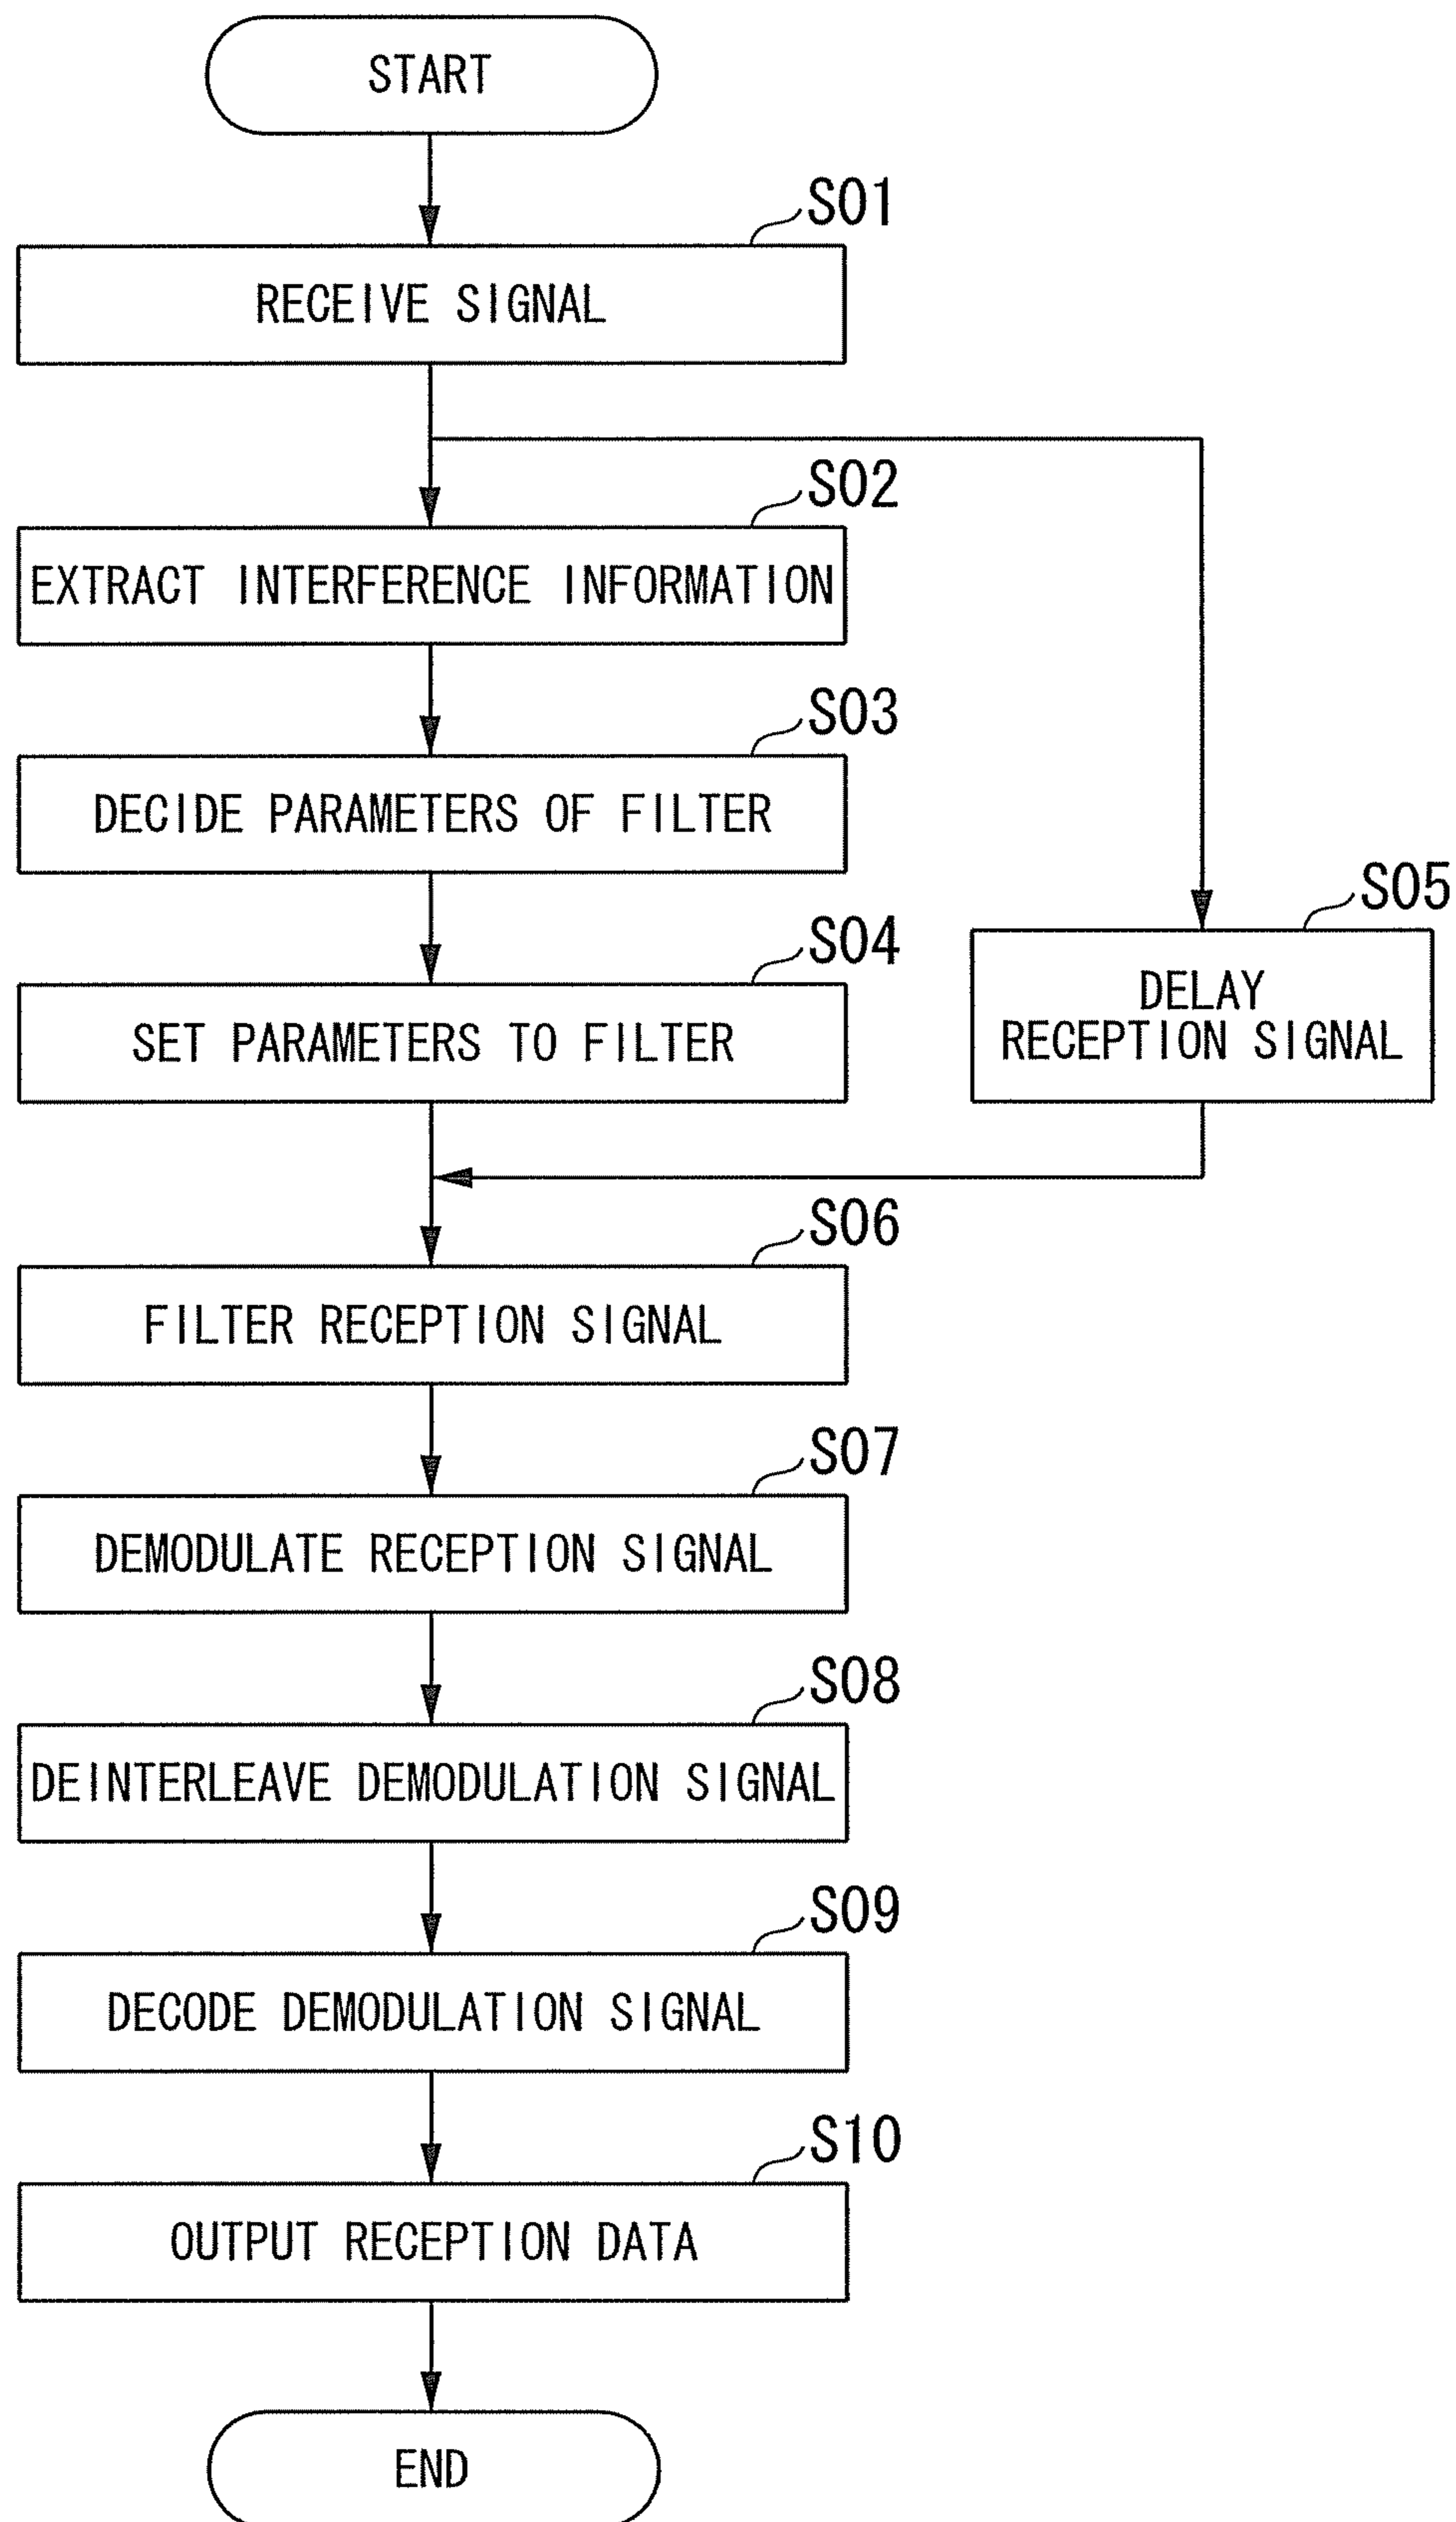 START
S01
RECEIVE SIGNAL
S02
EXTRACT INTERFERENCE INFORMATION
S03
DECIDE PARAMETERS OF FILTER
S04
SET PARAMETERS TO FILTER
S05
DELAY
RECEPTION SIGNAL
S06
FILTER RECEPTION SIGNAL
S07
DEMODULATE RECEPTION SIGNAL
S08
DEINTERLEAVE DEMODULATION SIGNAL
S09
DECODE DEMODULATION SIGNAL
S10
OUTPUT RECEPTION DATA
END